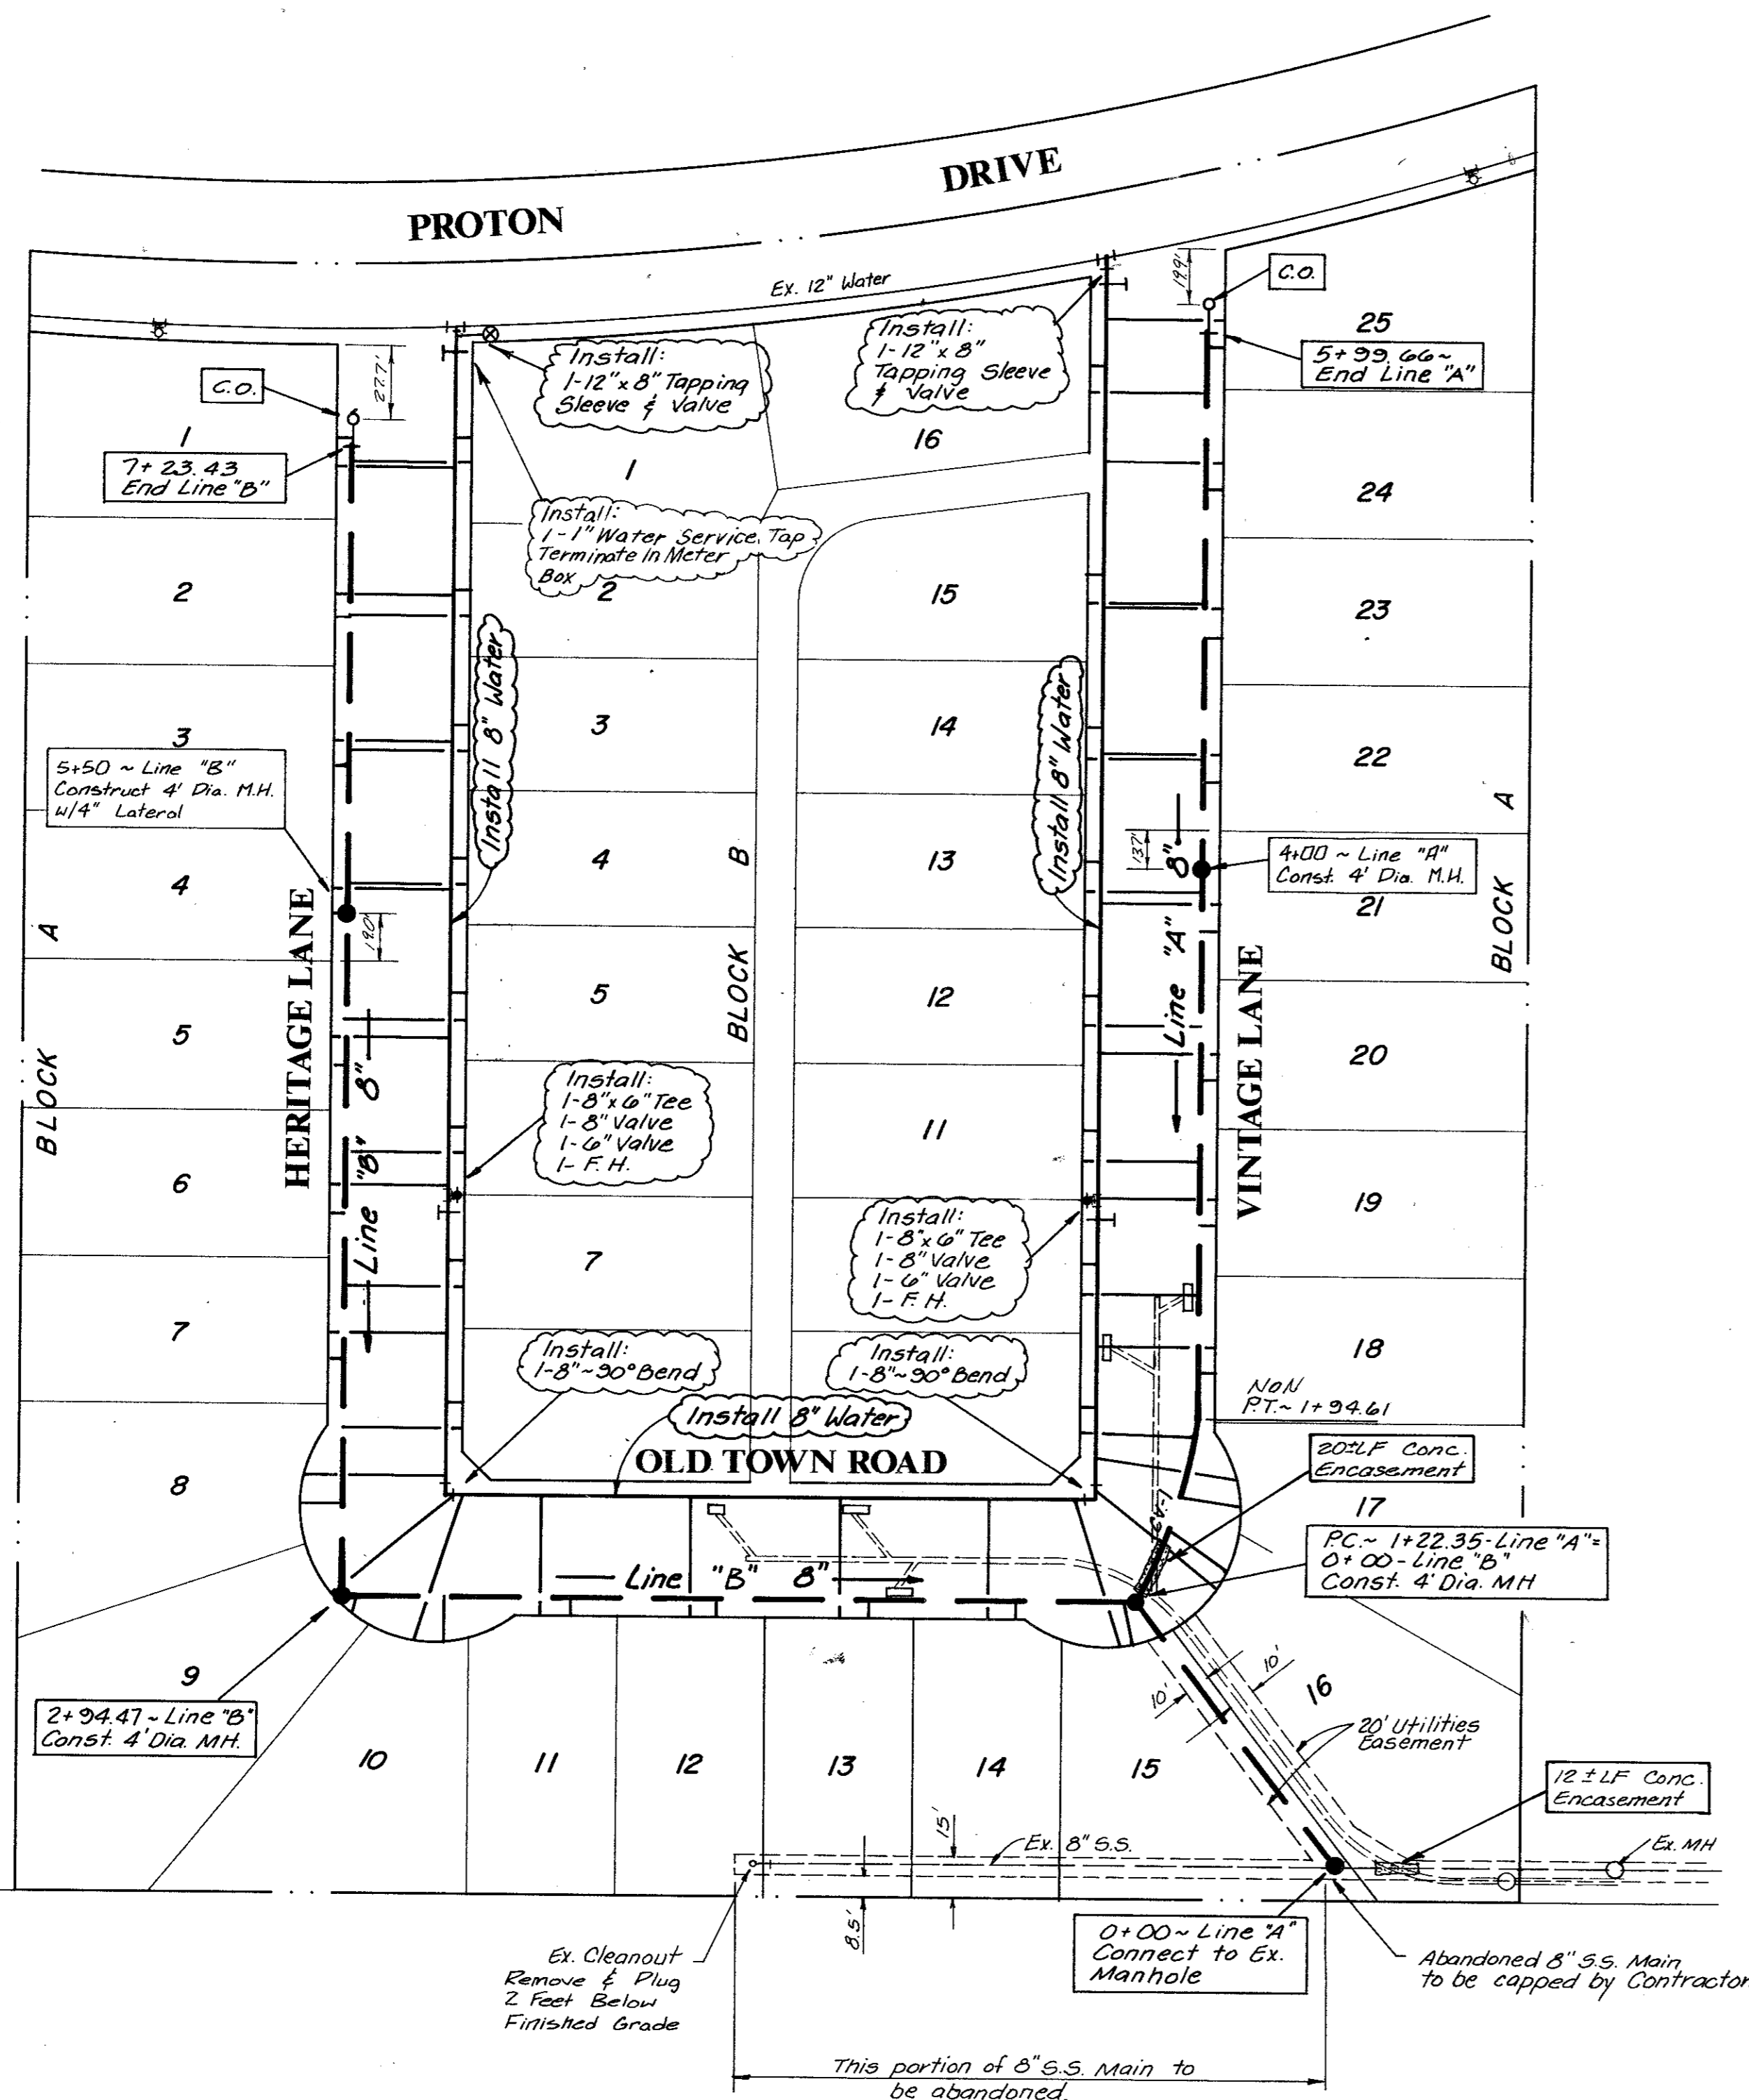 PROTON DRIVE
Ex. 12" Water
C.O.
19.9'
C.O.
27.7'
Install:
1-12"x 8" Tapping
Sleeve & Valve
Install:
1-12"x 8"
Tapping Sleeve
& Valve
25
5+99.66~
End Line "A"
1
7+23.43
End Line "B"
1
16
24
Install:
1-1" Water Service Tap
Terminate In Meter
Box
2
2
15
23
Install 8" Water
Install 8" Water
3
3
14
22
5+50 ~ Line "B"
Construct 4' Dia. M.H.
w/4" Lateral
13.7'
8"
4+00 ~ Line "A"
Const. 4' Dia. M.H.
4
4
13
21
19.0'
BLOCK A
BLOCK B
BLOCK A
HERITAGE LANE
VINTAGE LANE
Line "A"
5
5
12
20
Line "B" 8"
Install:
1-8"x 6" Tee
1-8" Valve
1-6" Valve
1- F.H.
11
6
19
Install:
1-8"x 6" Tee
1-8" Valve
1-6" Valve
1- F.H.
7
7
18
Install:
1-8"~90° Bend
Install:
1-8"~90° Bend
NON
P.T.~ 1+94.61
Install 8" Water
OLD TOWN ROAD
20±LF Conc.
Encasement
8
17
P.C.~ 1+22.35-Line "A"=
0+00-Line "B"
Const. 4' Dia. MH
Line "B" 8"
9
2+94.47~Line "B"
Const. 4' Dia. MH.
10'
10'
16
20' Utilities
Easement
10
11
12
13
14
15
12 ± LF Conc.
Encasement
15'
Ex. 8" S.S.
Ex. MH
8.5'
0+00~Line "A"
Connect to Ex.
Manhole
Ex. Cleanout
Remove & Plug
2 Feet Below
Finished Grade
Abandoned 8" S.S. Main
to be capped by Contractor
This portion of 8" S.S. Main to
be abandoned.